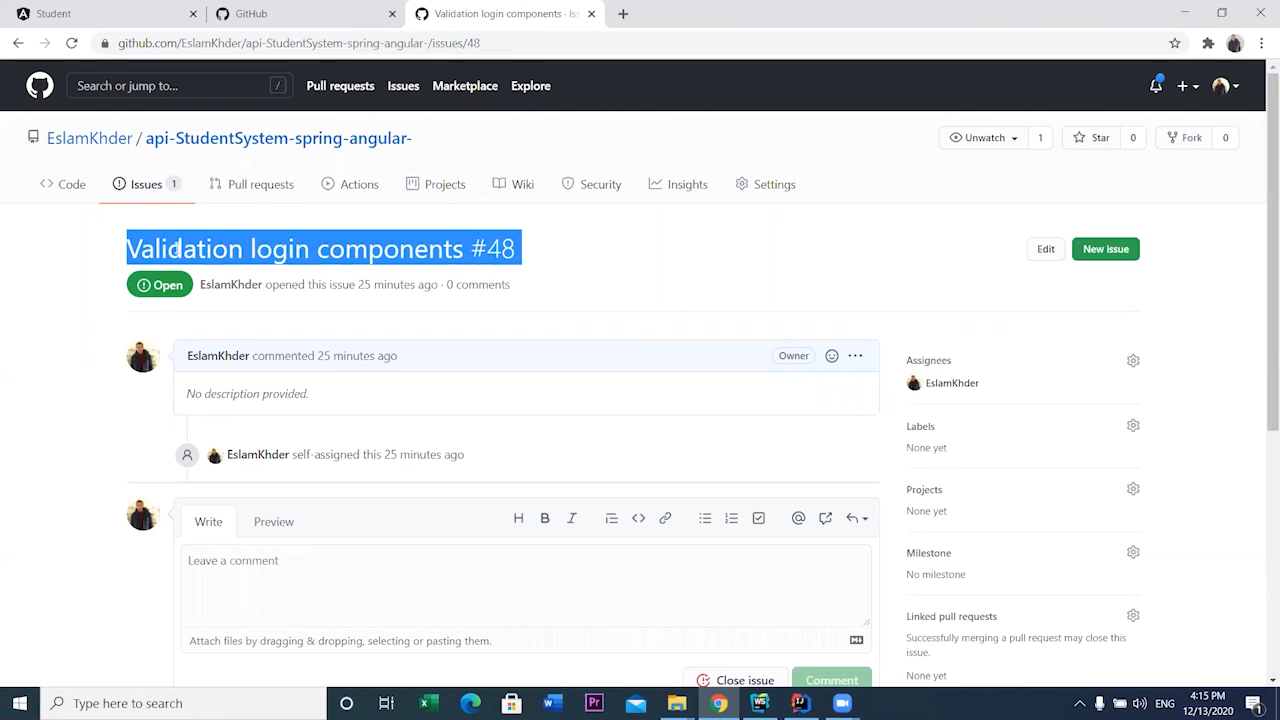 Student
GitHub
Validation login components · Iss
github.com/EslamKhder/api-StudentSystem-spring-angular-/issues/48
Search or jump to... /
Pull requests Issues Marketplace Explore
EslamKhder / api-StudentSystem-spring-angular-
Unwatch 1 Star 0 Fork 0
Code Issues 1 Pull requests Actions Projects Wiki Security Insights Settings
Validation login components #48
Edit New issue
Open EslamKhder opened this issue 25 minutes ago · 0 comments
EslamKhder commented 25 minutes ago Owner
No description provided.
EslamKhder self-assigned this 25 minutes ago
Write Preview
Leave a comment
Attach files by dragging & dropping, selecting or pasting them.
Close issue Comment
Assignees
EslamKhder
Labels
None yet
Projects
None yet
Milestone
No milestone
Linked pull requests
Successfully merging a pull request may close this
issue.
None yet
Type here to search
ENG
4:15 PM
12/13/2020